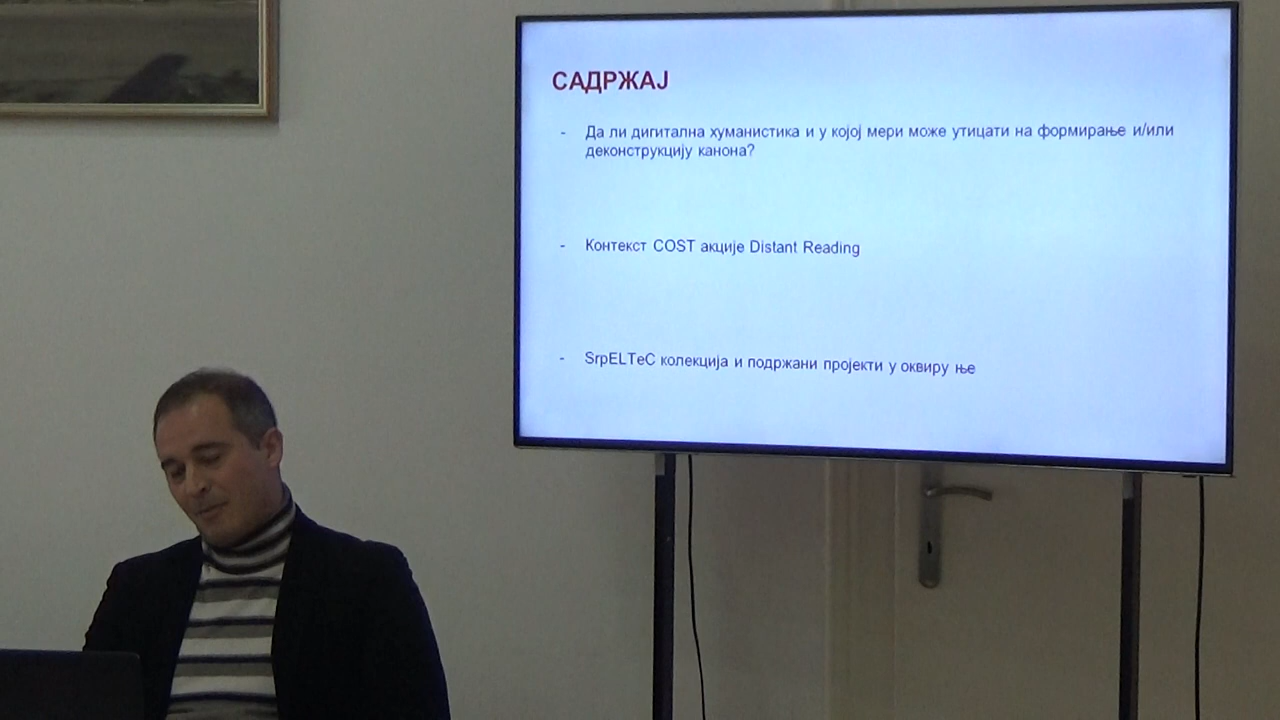 САДРЖАЈ
- Да ли дигитална хуманистика и у којој мери може утицати на формирање и/или
деконструкцију канона?
- Контекст COST акције Distant Reading
- SrpELTeC колекција и подржани пројекти у оквиру ње